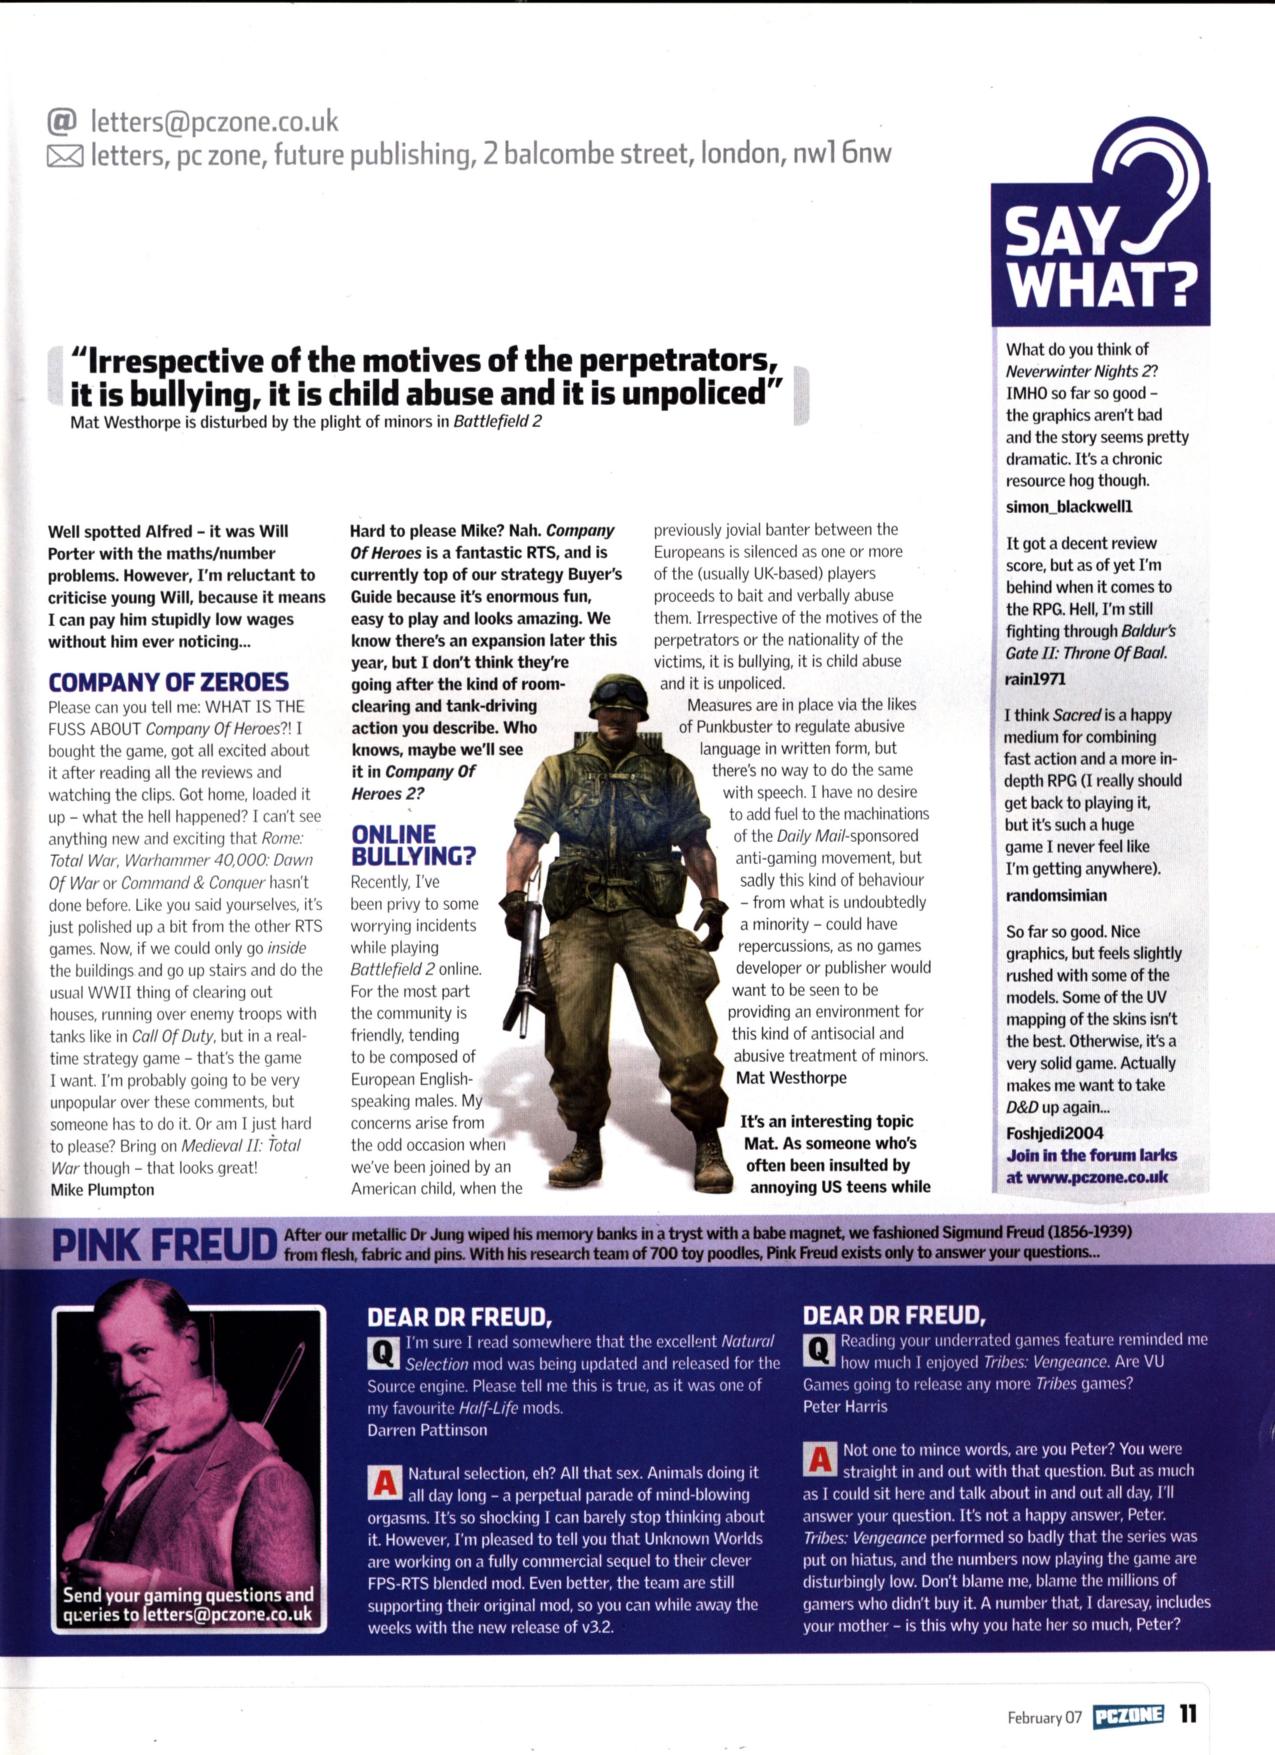 @ letters@pczone.co.uk
letters, pc zone, future publishing, 2 balcombe street, london, nw1 6nw
"Irrespective of the motives of the perpetrators,
it is bullying, it is child abuse and it is unpoliced"
Mat Westhorpe is disturbed by the plight of minors in Battlefield 2
Well spotted Alfred – it was Will
Porter with the maths/number
problems. However, I'm reluctant to
criticise young Will, because it means
I can pay him stupidly low wages
without him ever noticing...
COMPANY OF ZEROES
Please can you tell me: WHAT IS THE
FUSS ABOUT Company Of Heroes?! I
bought the game, got all excited about
it after reading all the reviews and
watching the clips. Got home, loaded it
up – what the hell happened? I can't see
anything new and exciting that Rome:
Total War, Warhammer 40,000: Dawn
Of War or Command & Conquer hasn't
done before. Like you said yourselves, it's
just polished up a bit from the other RTS
games. Now, if we could only go inside
the buildings and go up stairs and do the
usual WWII thing of clearing out
houses, running over enemy troops with
tanks like in Call Of Duty, but in a real-
time strategy game – that's the game
I want. I'm probably going to be very
unpopular over these comments, but
someone has to do it. Or am I just hard
to please? Bring on Medieval II: Total
War though – that looks great!
Mike Plumpton
Hard to please Mike? Nah. Company
Of Heroes is a fantastic RTS, and is
currently top of our strategy Buyer's
Guide because it's enormous fun,
easy to play and looks amazing. We
know there's an expansion later this
year, but I don't think they're
going after the kind of room-
clearing and tank-driving
action you describe. Who
knows, maybe we'll see
it in Company Of
Heroes 2?
ONLINE
BULLYING?
Recently, I've
been privy to some
worrying incidents
while playing
Battlefield 2 online.
For the most part
the community is
friendly, tending
to be composed of
European English-
speaking males. My
concerns arise from
the odd occasion when
we've been joined by an
American child, when the
previously jovial banter between the
Europeans is silenced as one or more
of the (usually UK-based) players
proceeds to bait and verbally abuse
them. Irrespective of the motives of the
perpetrators or the nationality of the
victims, it is bullying, it is child abuse
and it is unpoliced.
Measures are in place via the likes
of Punkbuster to regulate abusive
language in written form, but
there's no way to do the same
with speech. I have no desire
to add fuel to the machinations
of the Daily Mail-sponsored
anti-gaming movement, but
sadly this kind of behaviour
– from what is undoubtedly
a minority – could have
repercussions, as no games
developer or publisher would
want to be seen to be
providing an environment for
this kind of antisocial and
abusive treatment of minors.
Mat Westhorpe
It's an interesting topic
Mat. As someone who's
often been insulted by
annoying US teens while
SAY
WHAT?
What do you think of
Neverwinter Nights 2?
IMHO so far so good –
the graphics aren't bad
and the story seems pretty
dramatic. It's a chronic
resource hog though.
simon_blackwell1
It got a decent review
score, but as of yet I'm
behind when it comes to
the RPG. Hell, I'm still
fighting through Baldur's
Gate II: Throne Of Baal.
rain1971
I think Sacred is a happy
medium for combining
fast action and a more in-
depth RPG (I really should
get back to playing it,
but it's such a huge
game I never feel like
I'm getting anywhere).
randomsimian
So far so good. Nice
graphics, but feels slightly
rushed with some of the
models. Some of the UV
mapping of the skins isn't
the best. Otherwise, it's a
very solid game. Actually
makes me want to take
D&D up again...
Foshjedi2004
Join in the forum larks
at www.pczone.co.uk
PINK FREUD
After our metallic Dr Jung wiped his memory banks in a tryst with a babe magnet, we fashioned Sigmund Freud (1856-1939)
from flesh, fabric and pins. With his research team of 700 toy poodles, Pink Freud exists only to answer your questions...
Send your gaming questions and
queries to letters@pczone.co.uk
DEAR DR FREUD,
Q I'm sure I read somewhere that the excellent Natural
Selection mod was being updated and released for the
Source engine. Please tell me this is true, as it was one of
my favourite Half-Life mods.
Darren Pattinson
A Natural selection, eh? All that sex. Animals doing it
all day long – a perpetual parade of mind-blowing
orgasms. It's so shocking I can barely stop thinking about
it. However, I'm pleased to tell you that Unknown Worlds
are working on a fully commercial sequel to their clever
FPS-RTS blended mod. Even better, the team are still
supporting their original mod, so you can while away the
weeks with the new release of v3.2.
DEAR DR FREUD,
Q Reading your underrated games feature reminded me
how much I enjoyed Tribes: Vengeance. Are VU
Games going to release any more Tribes games?
Peter Harris
A Not one to mince words, are you Peter? You were
straight in and out with that question. But as much
as I could sit here and talk about in and out all day, I'll
answer your question. It's not a happy answer, Peter.
Tribes: Vengeance performed so badly that the series was
put on hiatus, and the numbers now playing the game are
disturbingly low. Don't blame me, blame the millions of
gamers who didn't buy it. A number that, I daresay, includes
your mother – is this why you hate her so much, Peter?
February 07 PCZONE 11